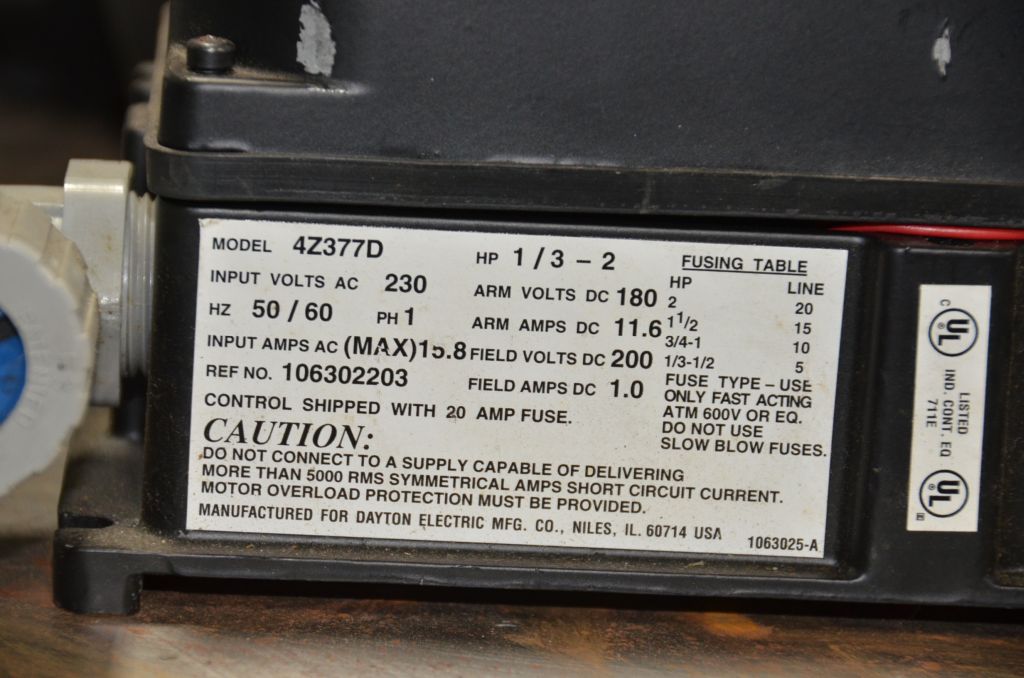 MODEL 4Z377D
INPUT VOLTS AC 230
HZ 50/60 PH 1
INPUT AMPS AC (MAX)15.8
REF NO. 106302203
CONTROL SHIPPED WITH 20 AMP FUSE.
HP 1/3 - 2
ARM VOLTS DC 180
ARM AMPS DC 11.6
FIELD VOLTS DC 200
FIELD AMPS DC 1.0
FUSING TABLE
HP LINE
2 20
1 1/2 15
3/4-1 10
1/3-1/2 5
FUSE TYPE - USE
ONLY FAST ACTING
ATM 600V OR EQ.
DO NOT USE
SLOW BLOW FUSES.
CAUTION:
DO NOT CONNECT TO A SUPPLY CAPABLE OF DELIVERING
MORE THAN 5000 RMS SYMMETRICAL AMPS SHORT CIRCUIT CURRENT.
MOTOR OVERLOAD PROTECTION MUST BE PROVIDED.
MANUFACTURED FOR DAYTON ELECTRIC MFG. CO., NILES, IL. 60714 USA
1063025-A
C UL
LISTED
IND. CONT. EQ
711E
UL